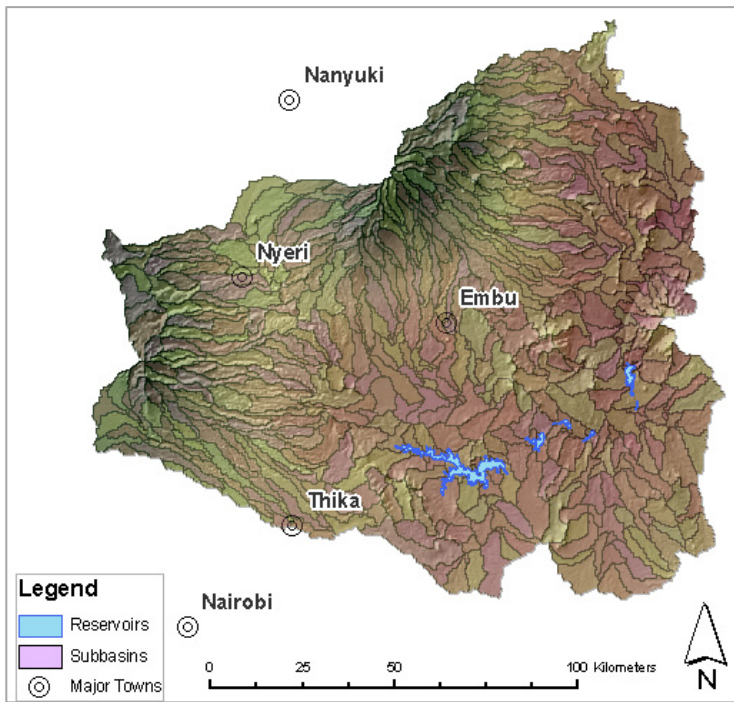 Nanyuki
Nyeri
Embu
Thika
Legend
Reservoirs
Subbasins
Major Towns
Nairobi
0 25 50 100 Kilometers
N